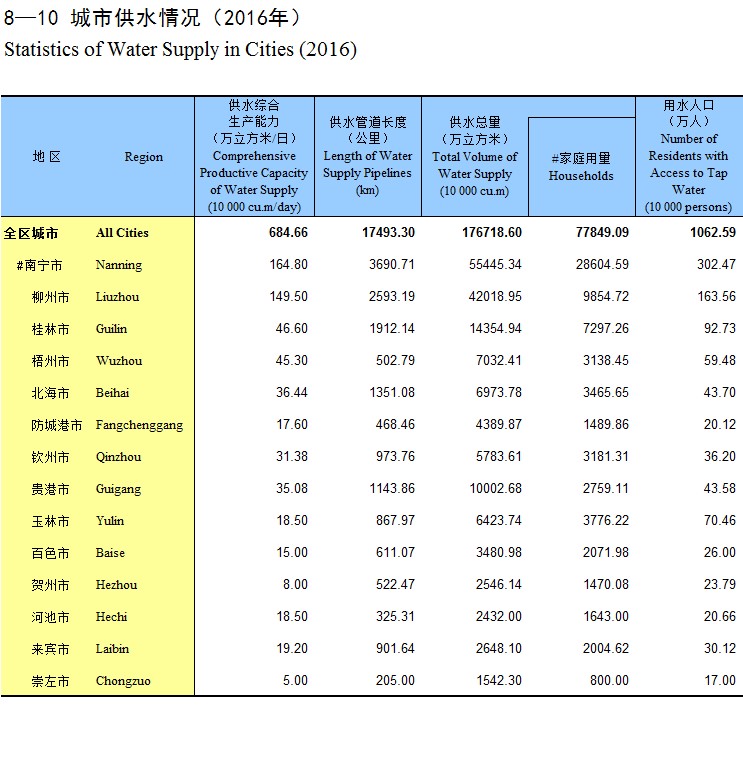 8—10 城市供水情况（2016年）
Statistics of Water Supply in Cities (2016)
地 区 Region
供水综合
生产能力
（万立方米/日）
Comprehensive
Productive Capacity
of Water Supply
(10 000 cu.m/day)
供水管道长度
（公里）
Length of Water
Supply Pipelines
(km)
供水总量
（万立方米）
Total Volume of
Water Supply
(10 000 cu.m)
#家庭用量
Households
用水人口
（万人）
Number of
Residents with
Access to Tap
Water
(10 000 persons)
全区城市 All Cities 684.66 17493.30 176718.60 77849.09 1062.59
#南宁市 Nanning 164.80 3690.71 55445.34 28604.59 302.47
柳州市 Liuzhou 149.50 2593.19 42018.95 9854.72 163.56
桂林市 Guilin 46.60 1912.14 14354.94 7297.26 92.73
梧州市 Wuzhou 45.30 502.79 7032.41 3138.45 59.48
北海市 Beihai 36.44 1351.08 6973.78 3465.65 43.70
防城港市 Fangchenggang 17.60 468.46 4389.87 1489.86 20.12
钦州市 Qinzhou 31.38 973.76 5783.61 3181.31 36.20
贵港市 Guigang 35.08 1143.86 10002.68 2759.11 43.58
玉林市 Yulin 18.50 867.97 6423.74 3776.22 70.46
百色市 Baise 15.00 611.07 3480.98 2071.98 26.00
贺州市 Hezhou 8.00 522.47 2546.14 1470.08 23.79
河池市 Hechi 18.50 325.31 2432.00 1643.00 20.66
来宾市 Laibin 19.20 901.64 2648.10 2004.62 30.12
崇左市 Chongzuo 5.00 205.00 1542.30 800.00 17.00